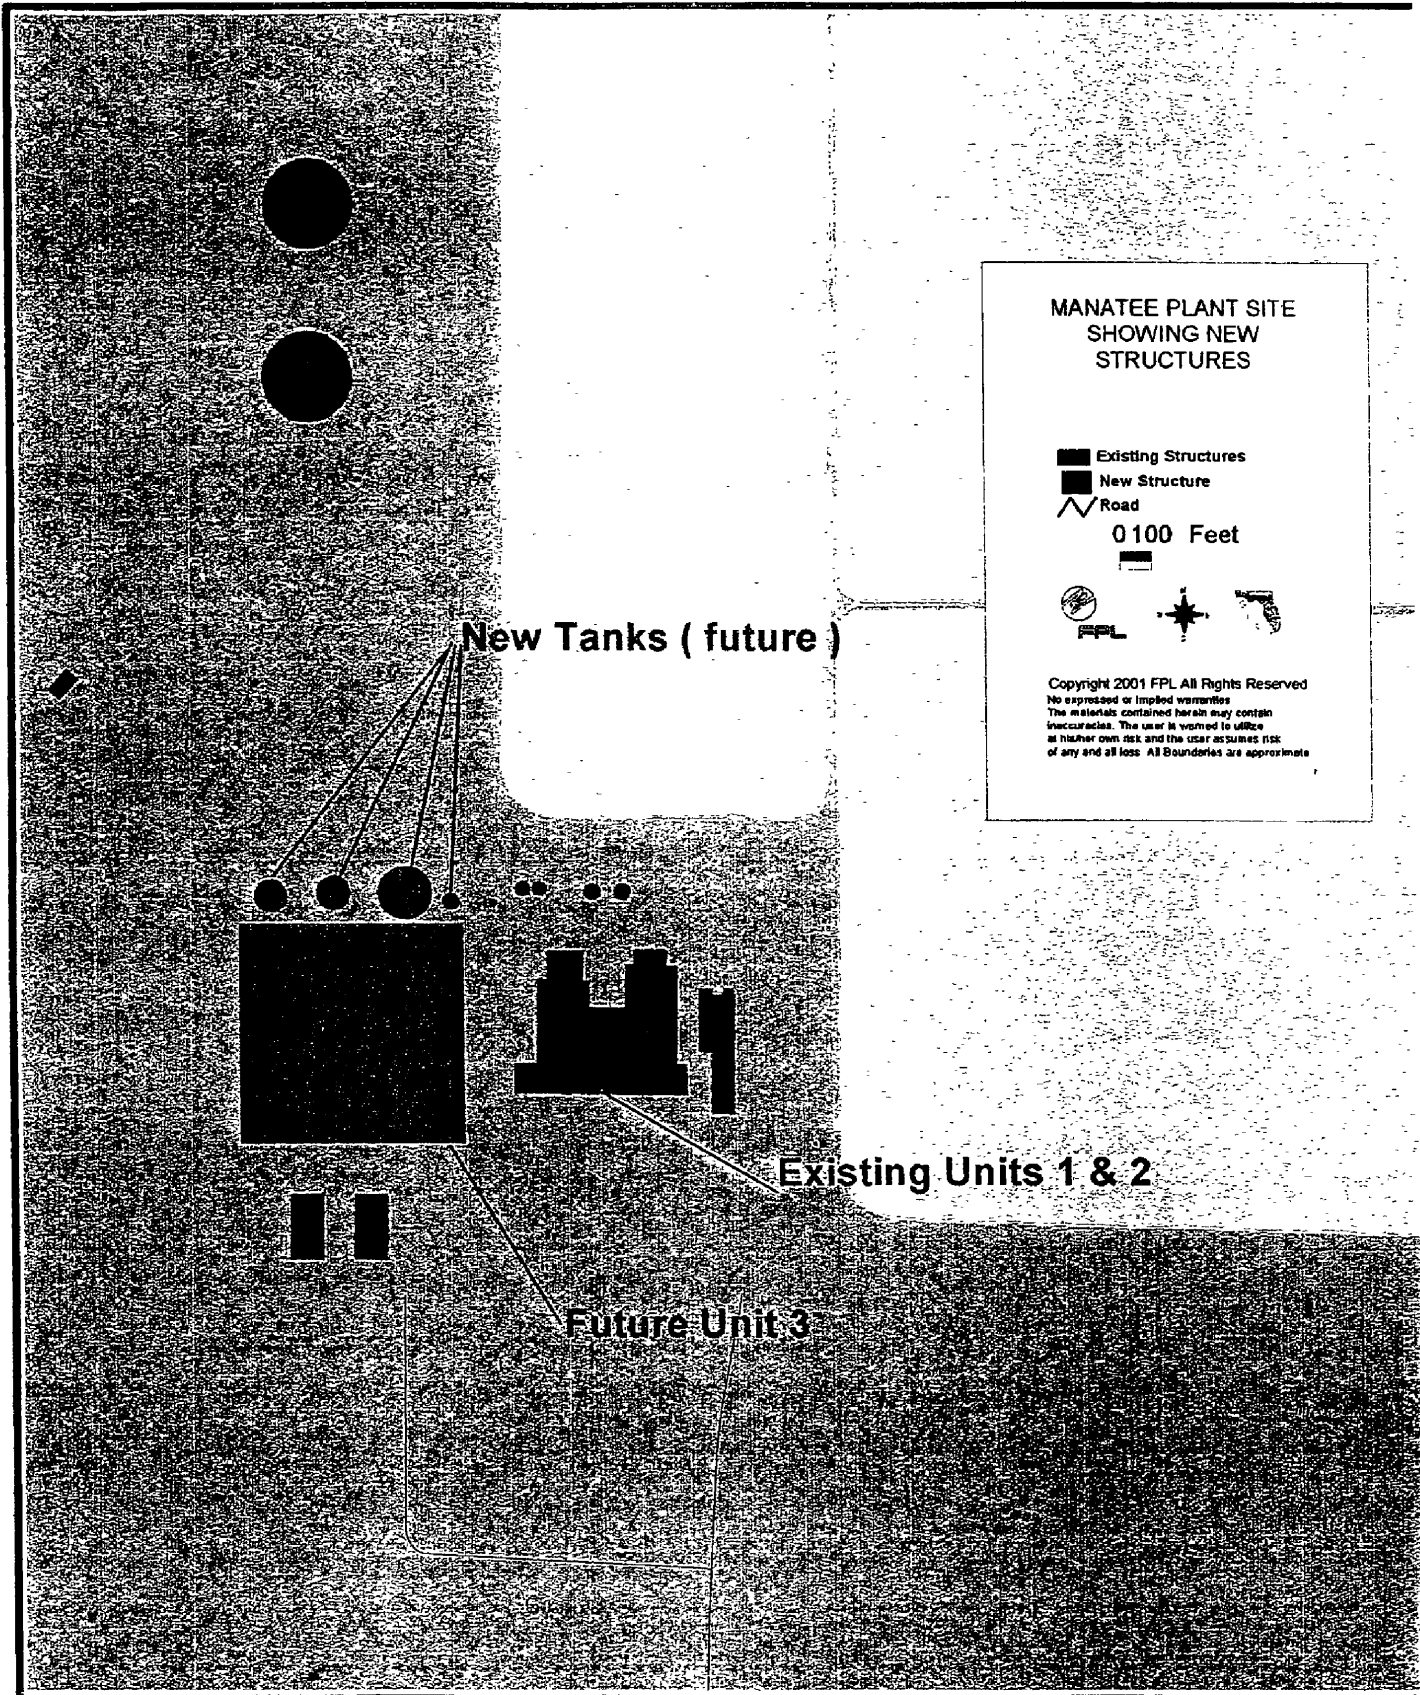 MANATEE PLANT SITE
SHOWING NEW
STRUCTURES
Existing Structures
New Structure
Road
0 100 Feet
FPL
New Tanks ( future )
Copyright 2001 FPL All Rights Reserved
No expressed or implied warranties
The materials contained herein may contain
inaccuracies. The user is warned to utilize
at his/her own risk and the user assumes risk
of any and all loss All Boundaries are approximate
Existing Units 1 & 2
Future Unit 3